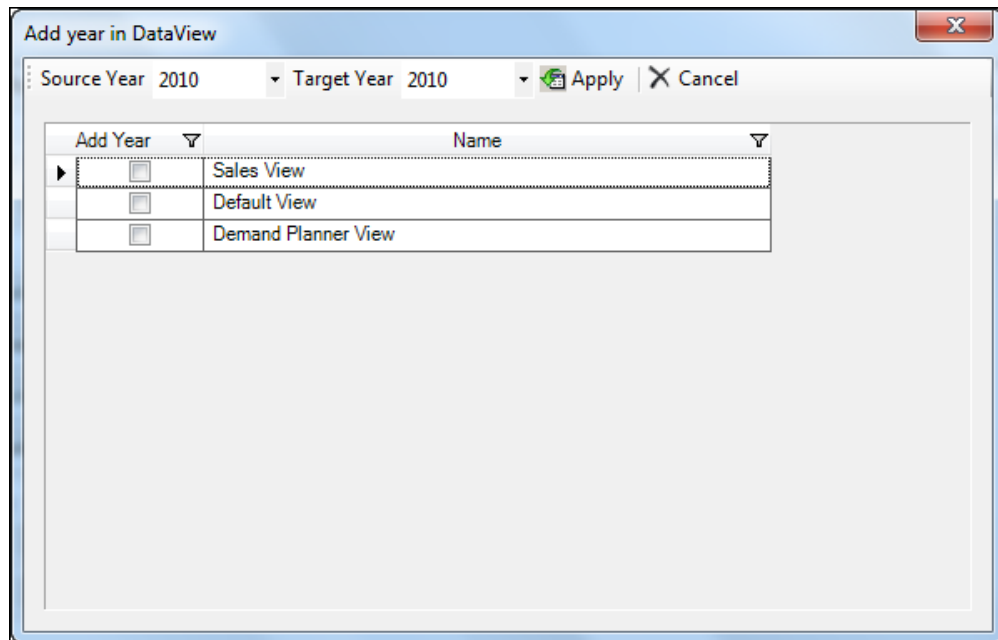 Add year in DataView
Source Year 2010 Target Year 2010 Apply Cancel
Add Year Name
Sales View
Default View
Demand Planner View